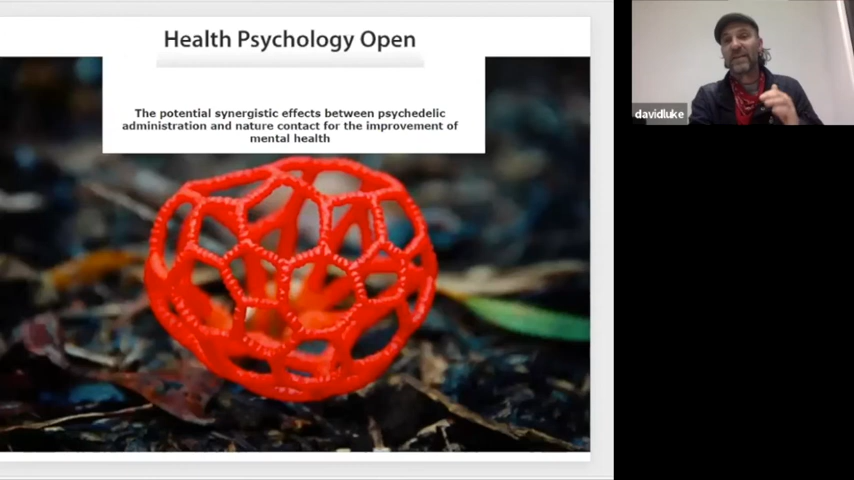 Health Psychology Open
The potential synergistic effects between psychedelic
administration and nature contact for the improvement of
mental health
davidluke